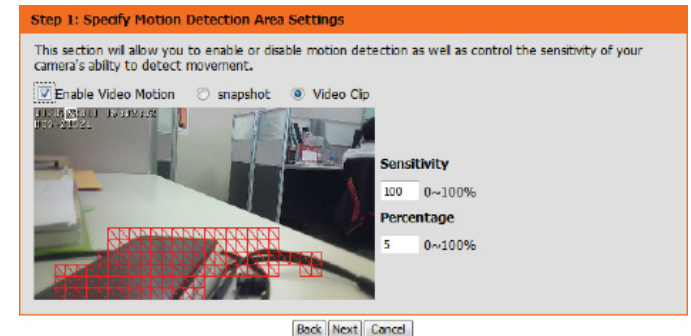 Step 1: Specify Motion Detection Area Settings
This section will allow you to enable or disable motion detection as well as control the sensitivity of your
camera's ability to detect movement.
Enable Video Motion snapshot Video Clip
Sensitivity
100 0~100%
Percentage
5 0~100%
Back Next Cancel